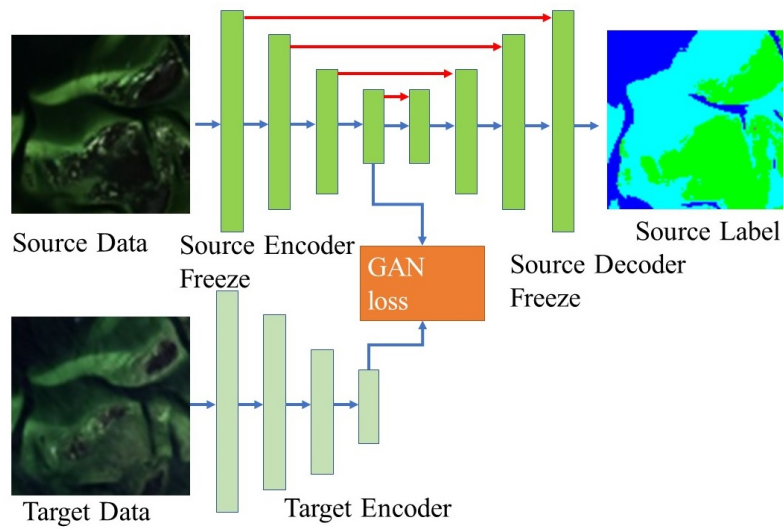 Source Data
Source Encoder
Freeze
GAN
loss
Source Decoder
Freeze
Source Label
Target Data
Target Encoder